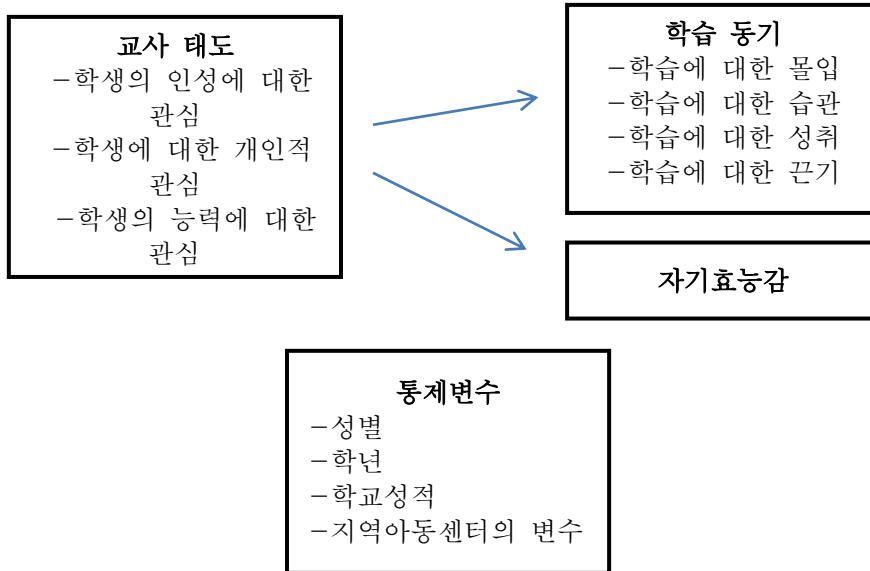 교사 태도
-학생의 인성에 대한
관심
-학생에 대한 개인적
관심
-학생의 능력에 대한
관심
학습 동기
-학습에 대한 몰입
-학습에 대한 습관
-학습에 대한 성취
-학습에 대한 끈기
자기효능감
통제변수
-성별
-학년
-학교성적
-지역아동센터의 변수